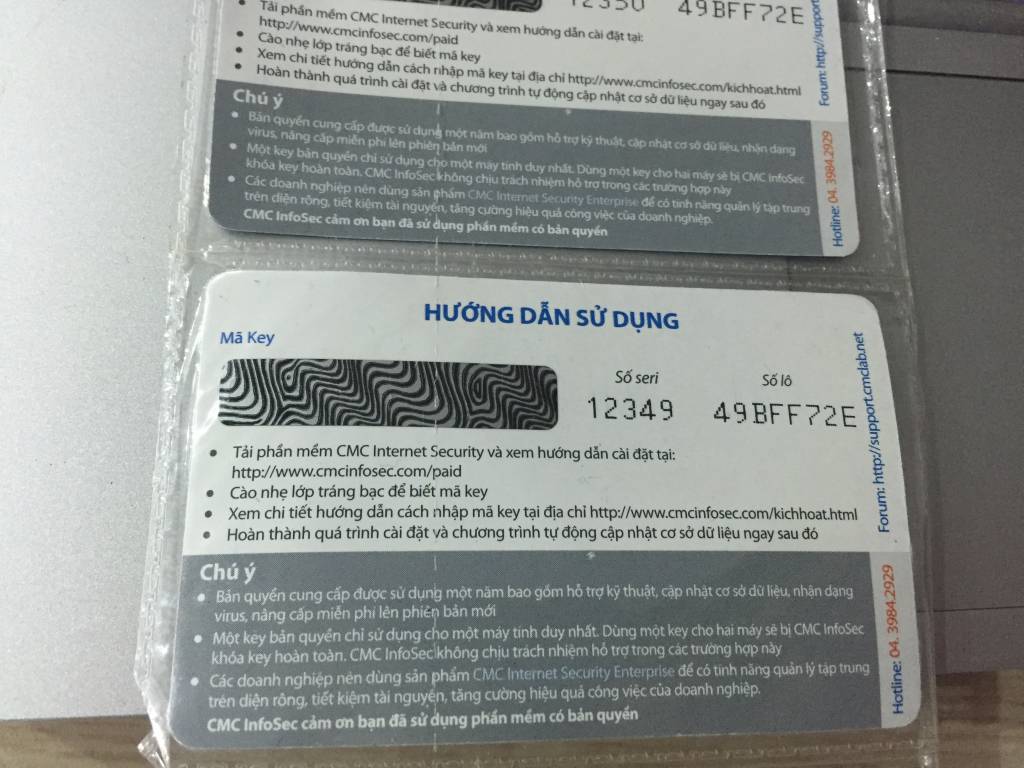 12350 49BFF72E
• Tải phần mềm CMC Internet Security và xem hướng dẫn cài đặt tại:
http://www.cmcinfosec.com/paid
• Cào nhẹ lớp tráng bạc để biết mã key
• Xem chi tiết hướng dẫn cách nhập mã key tại địa chỉ http://www.cmcinfosec.com/kichhoat.html
• Hoàn thành quá trình cài đặt và chương trình tự động cập nhật cơ sở dữ liệu ngay sau đó
Chú ý
• Bản quyền cung cấp được sử dụng một năm bao gồm hỗ trợ kỹ thuật, cập nhật cơ sở dữ liệu, nhận dạng
virus, nâng cấp miễn phí lên phiên bản mới
• Một key bản quyền chỉ sử dụng cho một máy tính duy nhất. Dùng một key cho hai máy sẽ bị CMC InfoSec
khóa key hoàn toàn. CMC InfoSec không chịu trách nhiệm hỗ trợ trong các trường hợp này
• Các doanh nghiệp nên dùng sản phẩm CMC Internet Security Enterprise để có tính năng quản lý tập trung
trên diện rộng, tiết kiệm tài nguyên, tăng cường hiệu quả công việc của doanh nghiệp.
CMC InfoSec cảm ơn bạn đã sử dụng phần mềm có bản quyền
Forum: http://support
Hotline: 04. 3984.2929
HƯỚNG DẪN SỬ DỤNG
Mã Key
Số seri Số lô
12349 49BFF72E
• Tải phần mềm CMC Internet Security và xem hướng dẫn cài đặt tại:
http://www.cmcinfosec.com/paid
• Cào nhẹ lớp tráng bạc để biết mã key
• Xem chi tiết hướng dẫn cách nhập mã key tại địa chỉ http://www.cmcinfosec.com/kichhoat.html
• Hoàn thành quá trình cài đặt và chương trình tự động cập nhật cơ sở dữ liệu ngay sau đó
Chú ý
• Bản quyền cung cấp được sử dụng một năm bao gồm hỗ trợ kỹ thuật, cập nhật cơ sở dữ liệu, nhận dạng
virus, nâng cấp miễn phí lên phiên bản mới
• Một key bản quyền chỉ sử dụng cho một máy tính duy nhất. Dùng một key cho hai máy sẽ bị CMC InfoSec
khóa key hoàn toàn. CMC InfoSec không chịu trách nhiệm hỗ trợ trong các trường hợp này
• Các doanh nghiệp nên dùng sản phẩm CMC Internet Security Enterprise để có tính năng quản lý tập trung
trên diện rộng, tiết kiệm tài nguyên, tăng cường hiệu quả công việc của doanh nghiệp.
CMC InfoSec cảm ơn bạn đã sử dụng phần mềm có bản quyền
Forum: http://support.cmclab.net
Hotline: 04. 3984.2929